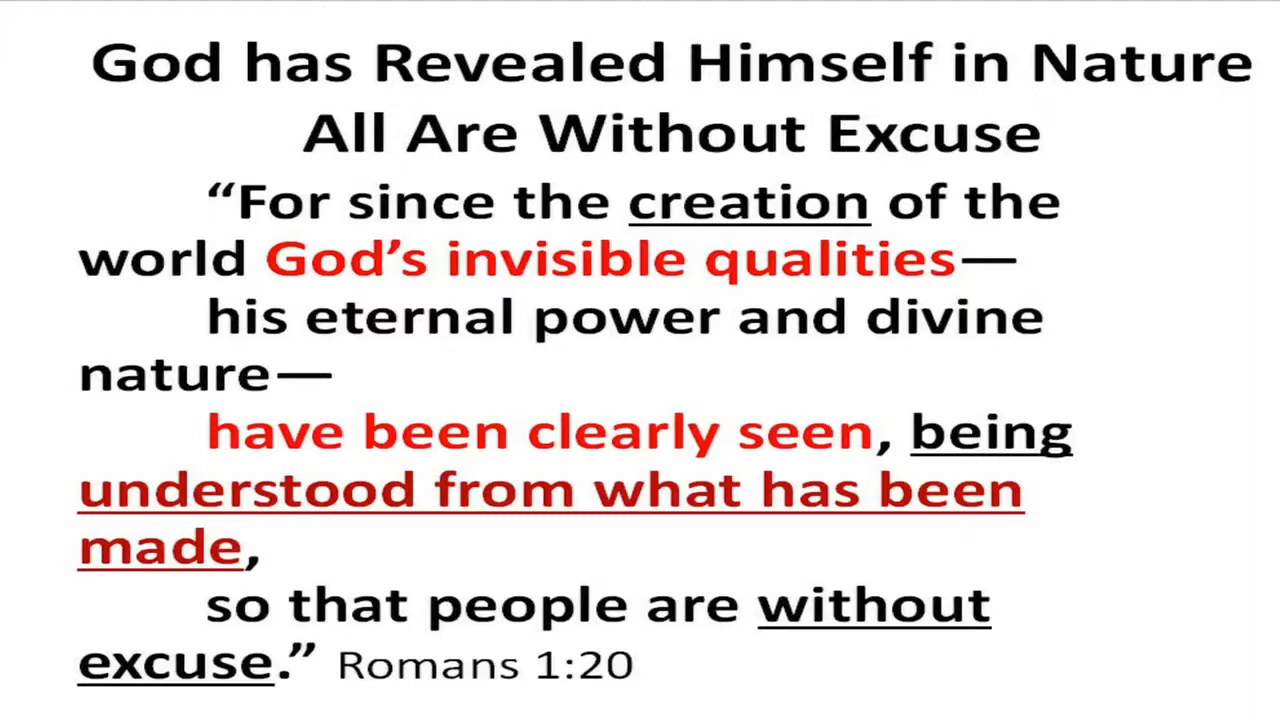 God has Revealed Himself in Nature
All Are Without Excuse
“For since the creation of the
world God’s invisible qualities—
his eternal power and divine
nature—
have been clearly seen, being
understood from what has been
made,
so that people are without
excuse.” Romans 1:20